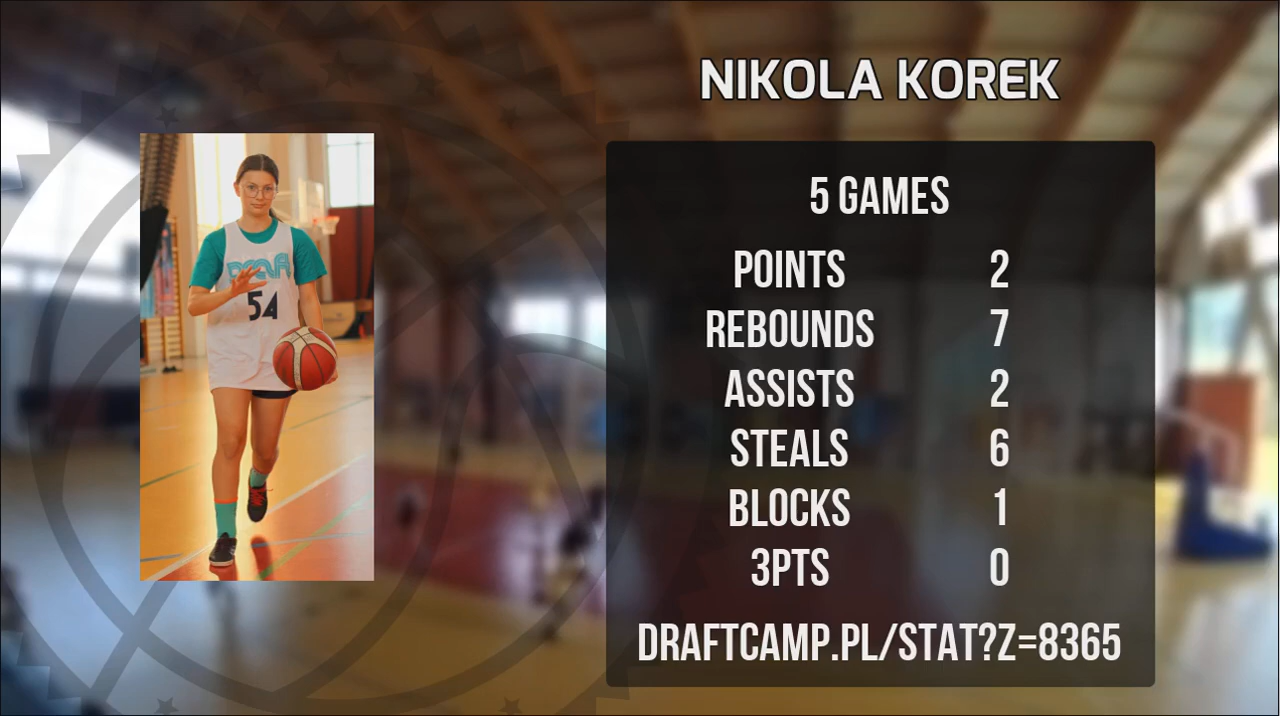 NIKOLA KOREK
54
5 GAMES
POINTS 2
REBOUNDS 7
ASSISTS 2
STEALS 6
BLOCKS 1
3PTS 0
DRAFTCAMP.PL/STAT?Z=8365